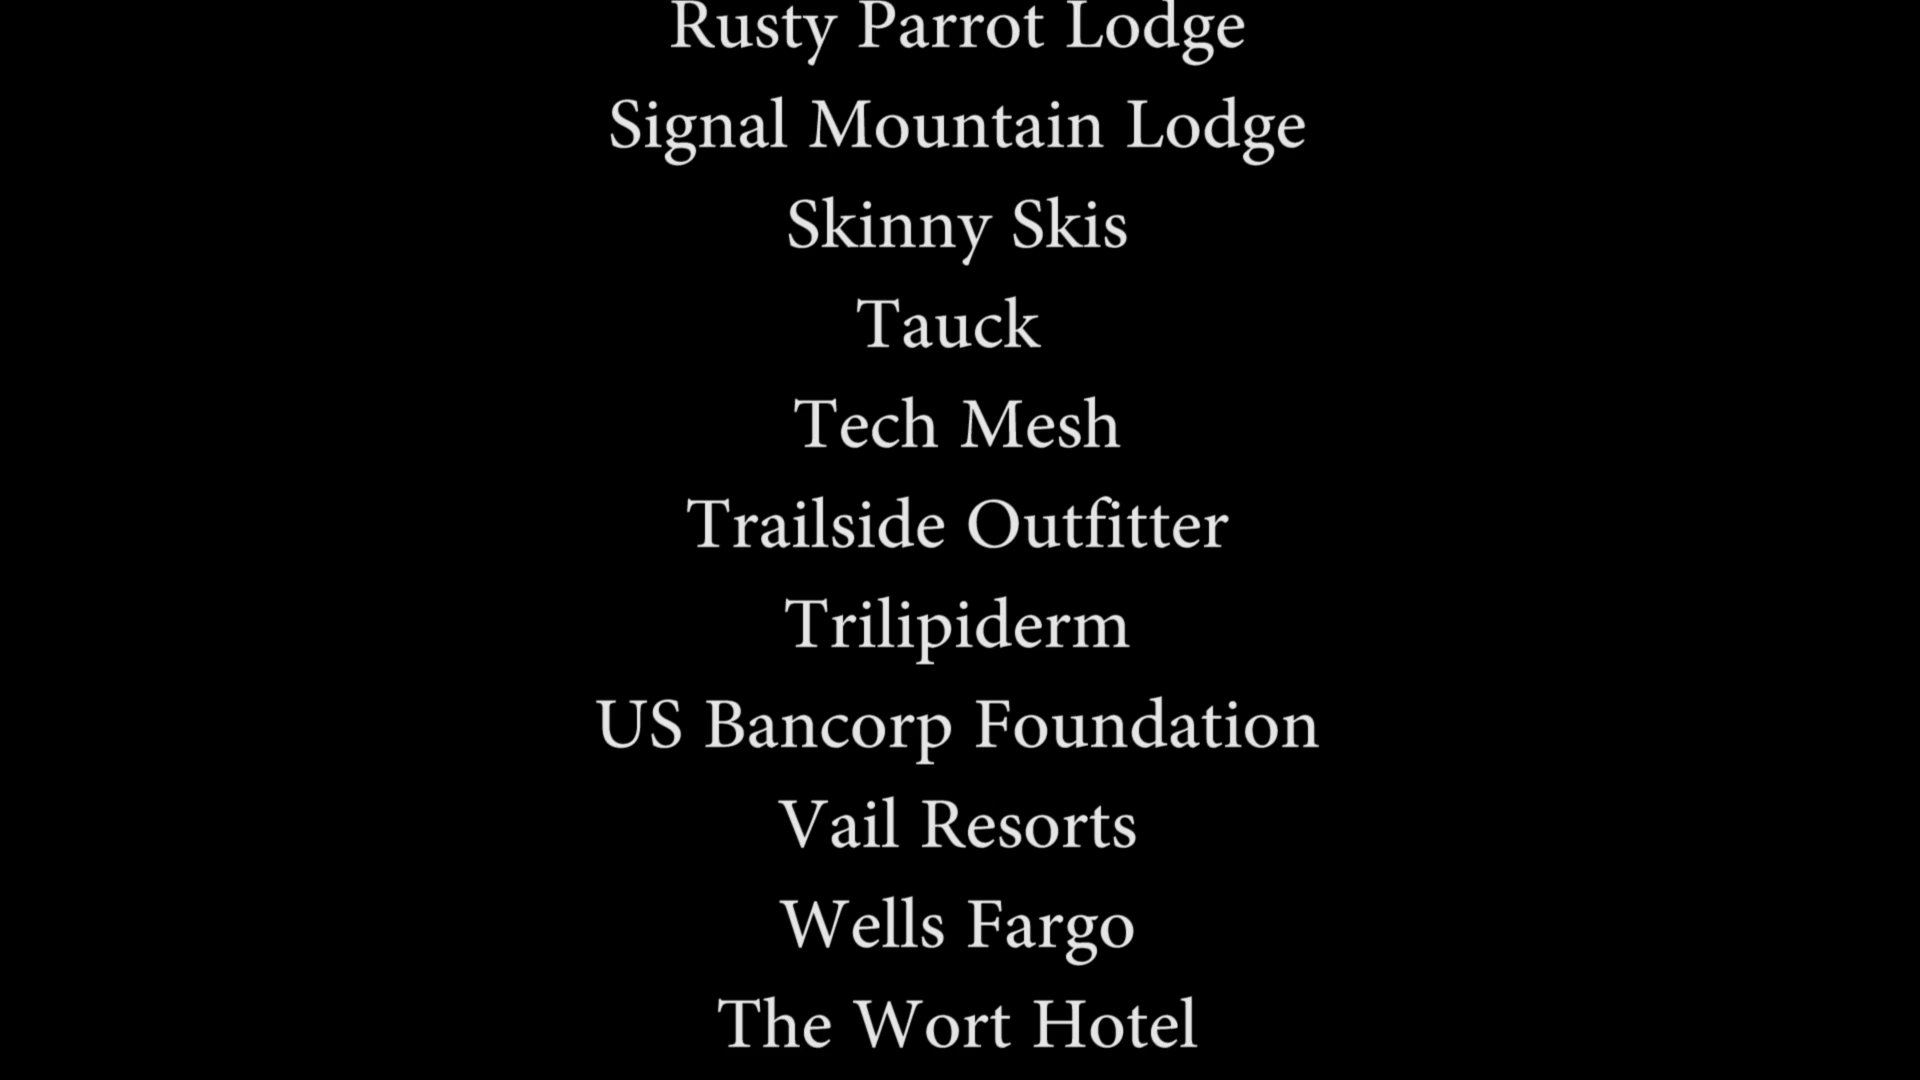 Rusty Parrot Lodge
Signal Mountain Lodge
Skinny Skis
Tauck
Tech Mesh
Trailside Outfitter
Trilipiderm
US Bancorp Foundation
Vail Resorts
Wells Fargo
The Wort Hotel